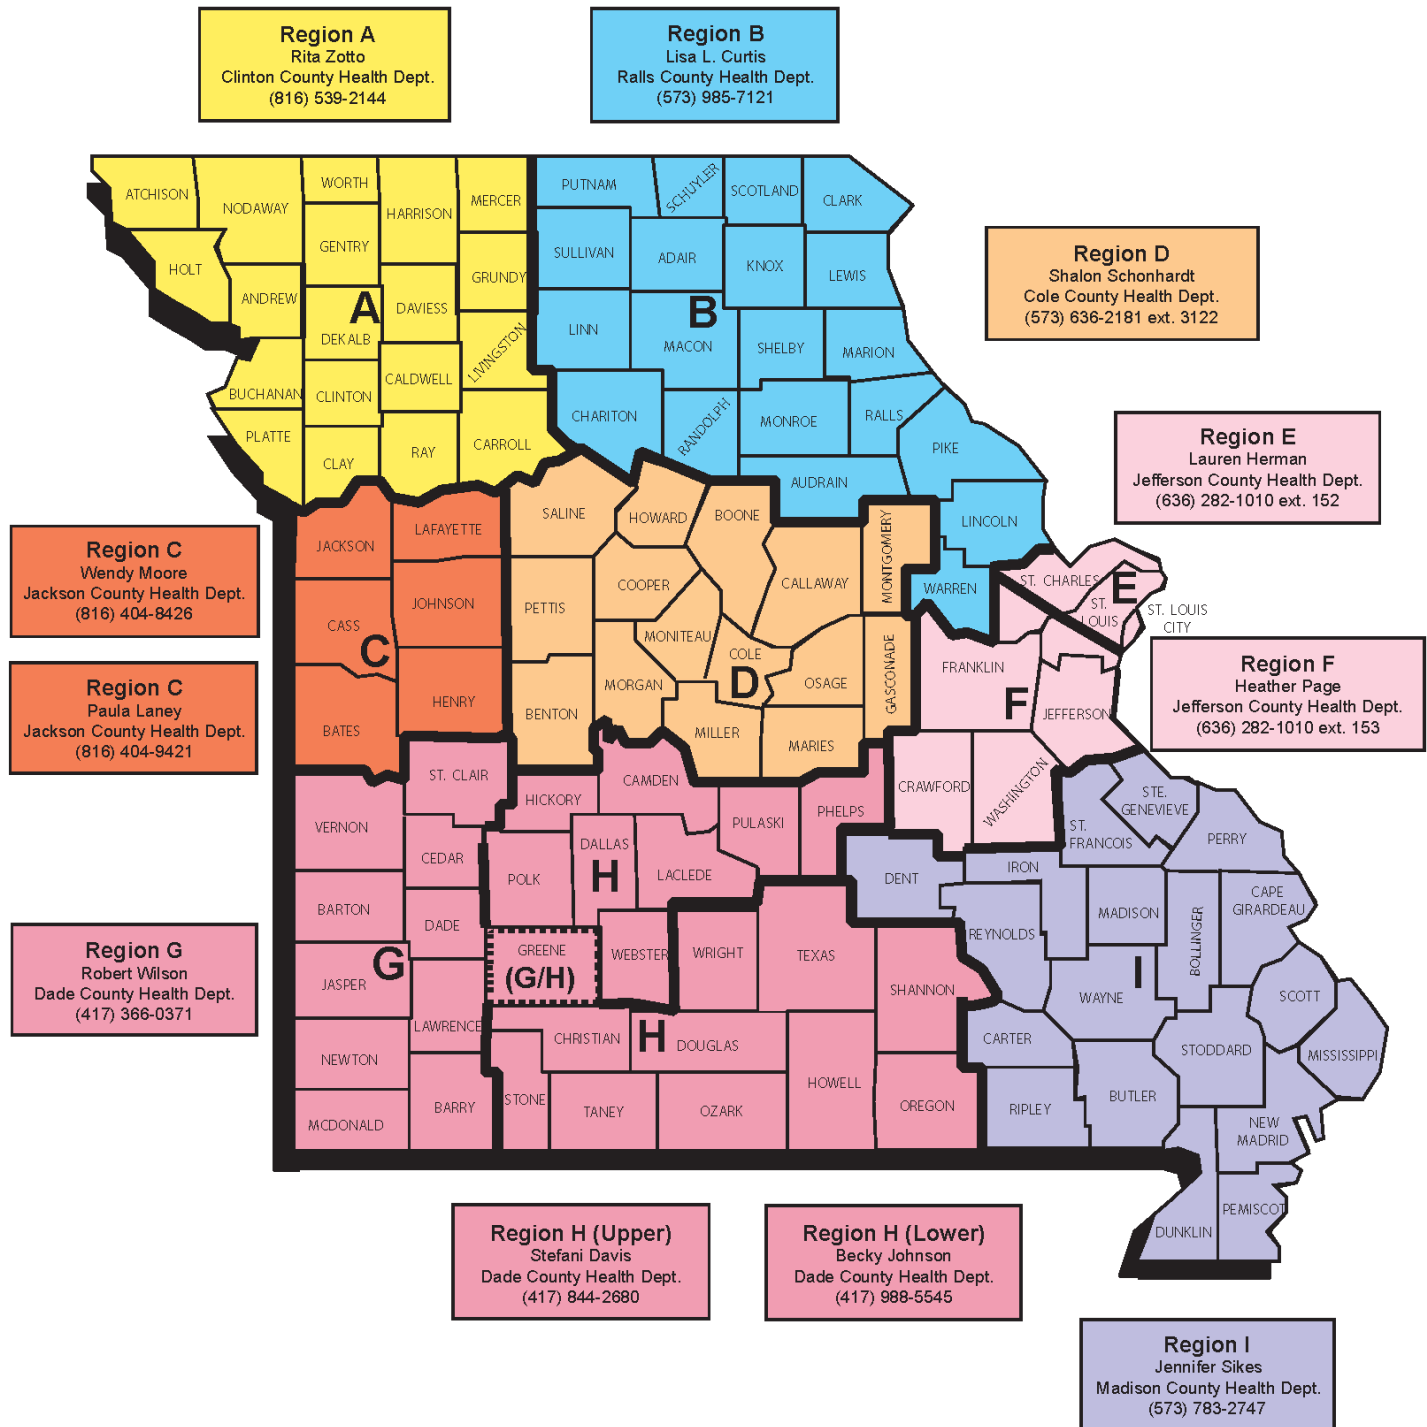 Region A
Rita Zotto
Clinton County Health Dept.
(816) 539-2144
Region B
Lisa L. Curtis
Ralls County Health Dept.
(573) 985-7121
Region D
Shalon Schonhardt
Cole County Health Dept.
(573) 636-2181 ext. 3122
Region E
Lauren Herman
Jefferson County Health Dept.
(636) 282-1010 ext. 152
Region C
Wendy Moore
Jackson County Health Dept.
(816) 404-8426
Region C
Paula Laney
Jackson County Health Dept.
(816) 404-9421
Region F
Heather Page
Jefferson County Health Dept.
(636) 282-1010 ext. 153
Region G
Robert Wilson
Dade County Health Dept.
(417) 366-0371
ATCHISON
NODAWAY
WORTH
HARRISON
MERCER
GENTRY
HOLT
ANDREW
GRUNDY
A
DAVIESS
DEKALB
LIVINGSTON
BUCHANAN
CLINTON
CALDWELL
PLATTE
CLAY
RAY
CARROLL
PUTNAM
SCHUYLER
SCOTLAND
CLARK
SULLIVAN
ADAIR
KNOX
LEWIS
B
LINN
MACON
SHELBY
MARION
CHARITON
RANDOLPH
MONROE
RALLS
PIKE
AUDRAIN
LINCOLN
WARREN
JACKSON
LAFAYETTE
JOHNSON
CASS
C
BATES
HENRY
SALINE
HOWARD
BOONE
MONTGOMERY
COOPER
CALLAWAY
PETTIS
MONITEAU
COLE
D
OSAGE
GASCONADE
MORGAN
BENTON
MILLER
MARIES
ST. CHARLES
E
ST.
LOUIS
ST. LOUIS
CITY
FRANKLIN
F
JEFFERSON
CRAWFORD
WASHINGTON
ST. CLAIR
HICKORY
CAMDEN
VERNON
PULASKI
PHELPS
CEDAR
DALLAS
POLK
H
LACLEDE
BARTON
DADE
GREENE
(G/H)
WEBSTER
WRIGHT
TEXAS
G
JASPER
SHANNON
LAWRENCE
CHRISTIAN
H
DOUGLAS
NEWTON
HOWELL
STONE
TANEY
OZARK
OREGON
BARRY
MCDONALD
STE.
GENEVIEVE
ST.
FRANCOIS
PERRY
DENT
IRON
MADISON
BOLLINGER
CAPE
GIRARDEAU
REYNOLDS
I
WAYNE
SCOTT
CARTER
STODDARD
MISSISSIPPI
RIPLEY
BUTLER
NEW
MADRID
DUNKLIN
PEMISCOT
Region H (Upper)
Stefani Davis
Dade County Health Dept.
(417) 844-2680
Region H (Lower)
Becky Johnson
Dade County Health Dept.
(417) 988-5545
Region I
Jennifer Sikes
Madison County Health Dept.
(573) 783-2747